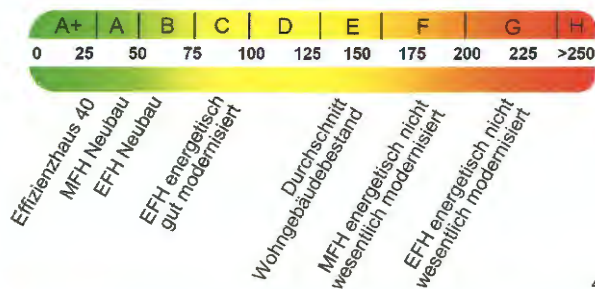 A+ A B C D E F G H
0 25 50 75 100 125 150 175 200 225 >250
Effizienzhaus 40
MFH Neubau
EFH Neubau
EFH energetisch
gut modernisiert
Durchschnitt
Wohngebäudebestand
MFH energetisch nicht
wesentlich modernisiert
EFH energetisch nicht
wesentlich modernisiert